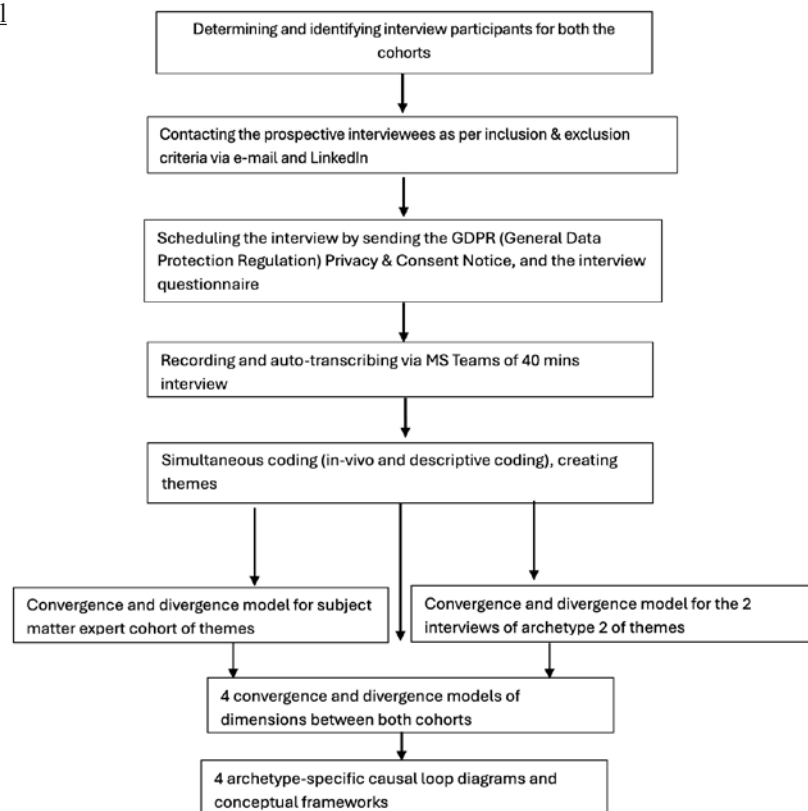 l
Determining and identifying interview participants for both the
cohorts
Contacting the prospective interviewees as per inclusion & exclusion
criteria via e-mail and LinkedIn
Scheduling the interview by sending the GDPR (General Data
Protection Regulation) Privacy & Consent Notice, and the interview
questionnaire
Recording and auto-transcribing via MS Teams of 40 mins
interview
Simultaneous coding (in-vivo and descriptive coding), creating
themes
Convergence and divergence model for subject
matter expert cohort of themes
Convergence and divergence model for the 2
interviews of archetype 2 of themes
4 convergence and divergence models of
dimensions between both cohorts
4 archetype-specific causal loop diagrams and
conceptual frameworks